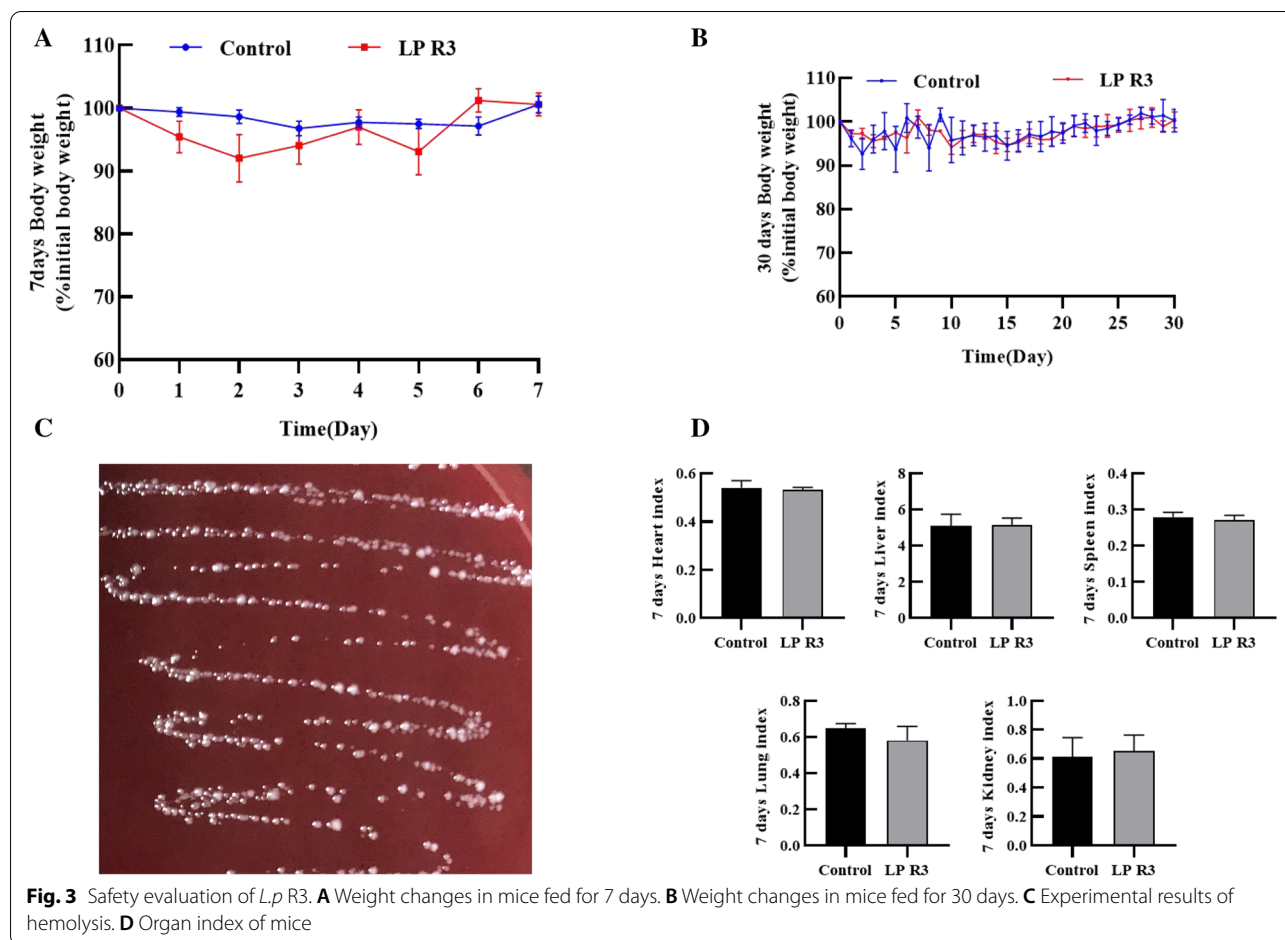 A
Control
LP R3
7days Body weight
(%initial body weight)
110
100
90
80
70
60
0 1 2 3 4 5 6 7
Time(Day)
B
Control
LP R3
30 days Body weight
(%initial body weight)
110
100
90
80
70
60
0 5 10 15 20 25 30
Time(Day)
C
D
7 days Heart index
0.6
0.4
0.2
0.0
Control LP R3
7 days Liver index
8
6
4
2
0
Control LP R3
7 days Spleen index
0.4
0.3
0.2
0.1
0.0
Control LP R3
7 days Lung index
0.8
0.6
0.4
0.2
0.0
Control LP R3
7 days Kidney index
1.0
0.8
0.6
0.4
0.2
0.0
Control LP R3
Fig. 3 Safety evaluation of L.p R3. A Weight changes in mice fed for 7 days. B Weight changes in mice fed for 30 days. C Experimental results of
hemolysis. D Organ index of mice